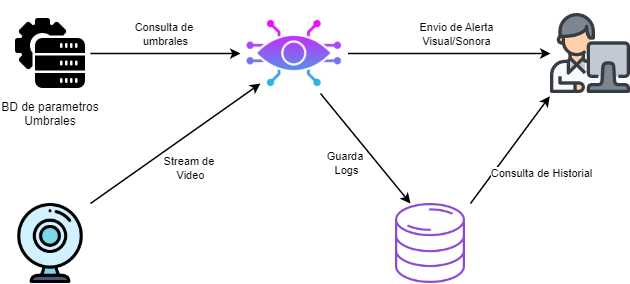 Consulta de
umbrales
Envio de Alerta
Visual/Sonora
BD de parametros
Umbrales
Stream de
Video
Guarda
Logs
Consulta de Historial